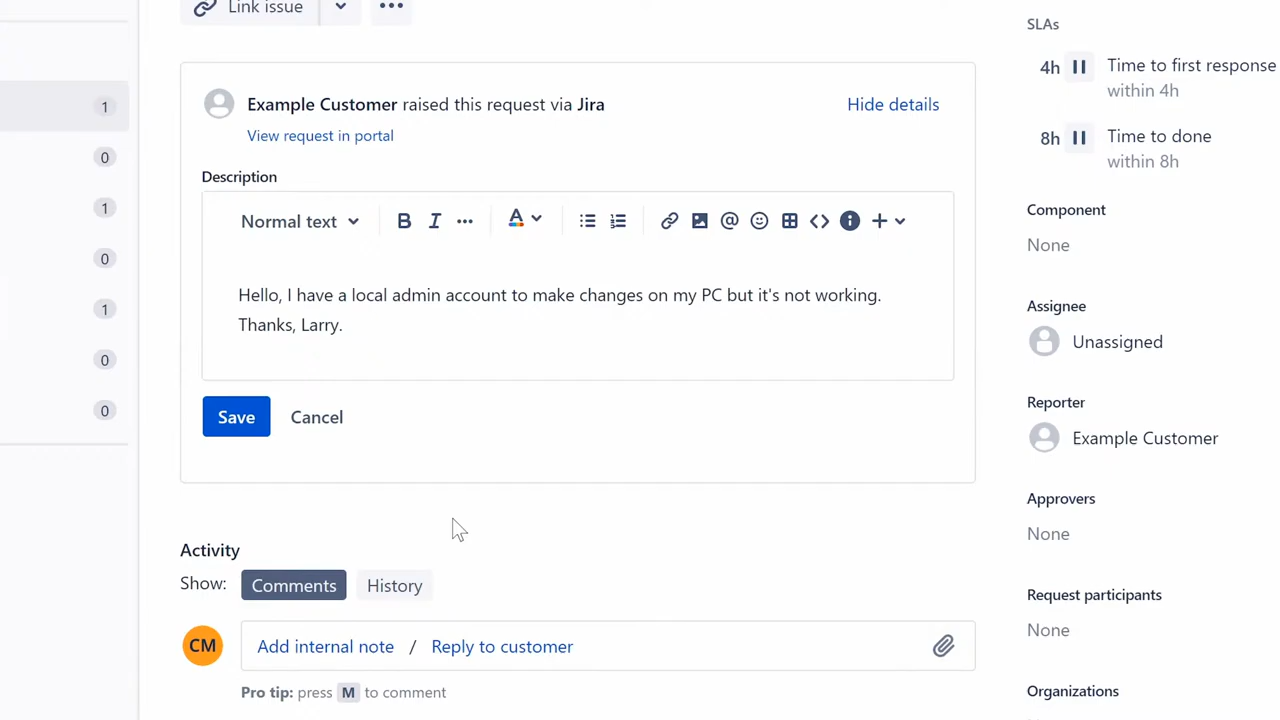 Link issue
1
0
1
0
1
0
0
Example Customer raised this request via Jira
Hide details
View request in portal
Description
Normal text
B I A @ <> i +
Hello, I have a local admin account to make changes on my PC but it's not working.
Thanks, Larry.
Save Cancel
Activity
Show: Comments History
CM Add internal note / Reply to customer
Pro tip: press M to comment
SLAs
4h Time to first response
within 4h
8h Time to done
within 8h
Component
None
Assignee
Unassigned
Reporter
Example Customer
Approvers
None
Request participants
None
Organizations